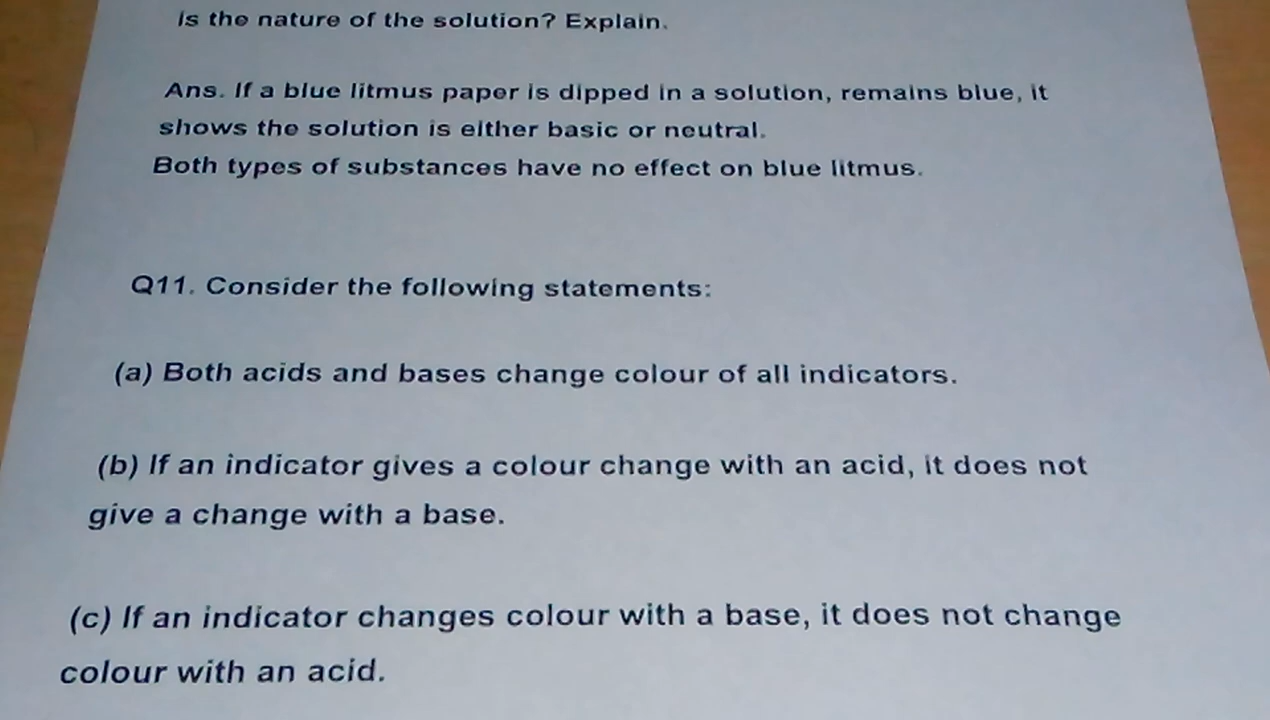 is the nature of the solution? Explain.
Ans. If a blue litmus paper is dipped in a solution, remains blue, it
shows the solution is either basic or neutral.
Both types of substances have no effect on blue litmus.
Q11. Consider the following statements:
(a) Both acids and bases change colour of all indicators.
(b) If an indicator gives a colour change with an acid, it does not
give a change with a base.
(c) If an indicator changes colour with a base, it does not change
colour with an acid.